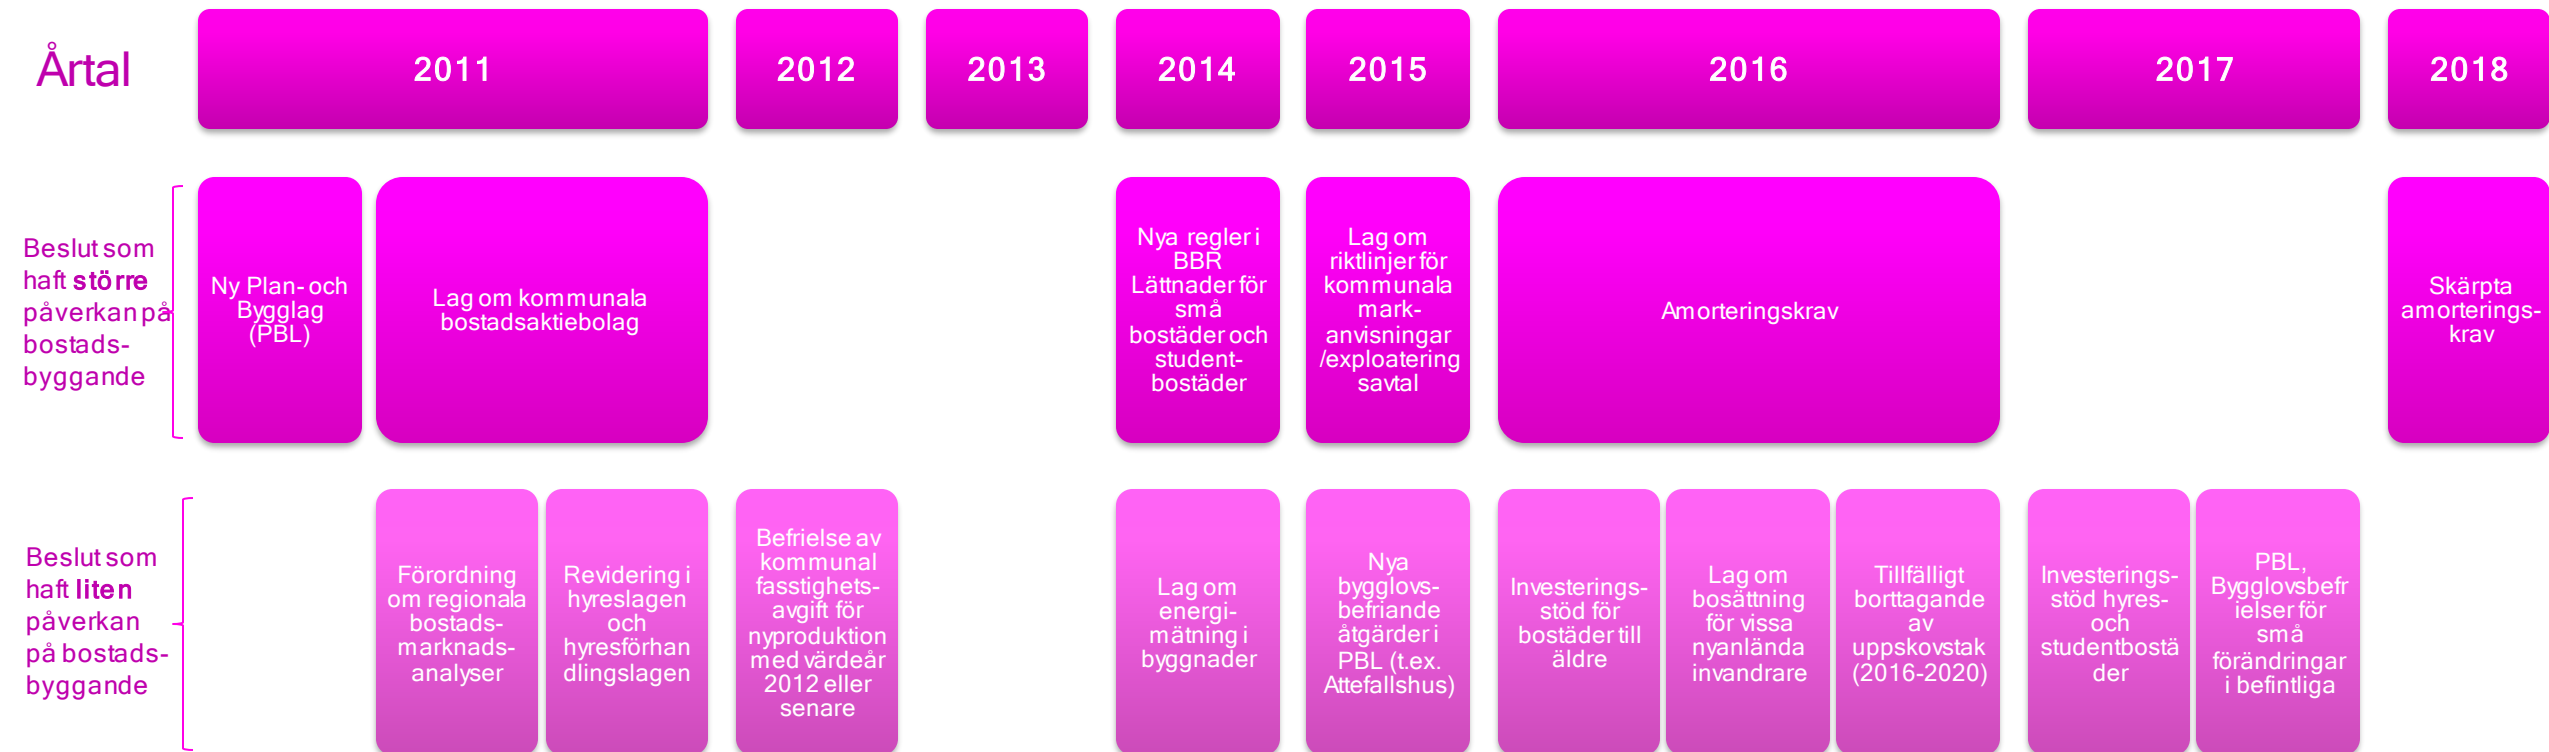 Årtal
2011
2012
2013
2014
2015
2016
2017
2018
Beslut som
haft större
påverkan på
bostads-
byggande
Ny Plan- och
Bygglag
(PBL)
Lag om kommunala
bostadsaktiebolag
Nya regler i
BBR
Lättnader för
små
bostäder och
student-
bostäder
Lag om
riktlinjer för
kommunala
mark-
anvisningar
/exploatering
savtal
Amorteringskrav
Skärpta
amorterings-
krav
Beslut som
haft liten
påverkan
på bostads-
byggande
Förordning
om regionala
bostads-
marknads-
analyser
Revidering i
hyreslagen
och
hyresförhan
dlingslagen
Befrielse av
kommunal
fasstighets-
avgift för
nyproduktion
med värdeår
2012 eller
senare
Lag om
energi-
mätning i
byggnader
Nya
bygglovs-
befriande
åtgärder i
PBL (t.ex.
Attefallshus)
Investerings-
stöd för
bostäder till
äldre
Lag om
bosättning
för vissa
nyanlända
invandrare
Tillfälligt
borttagande
av
uppskovstak
(2016-2020)
Investerings-
stöd hyres-
och
studentbostä
der
PBL,
Bygglovsbefr
ielser för
små
förändringar
i befintliga